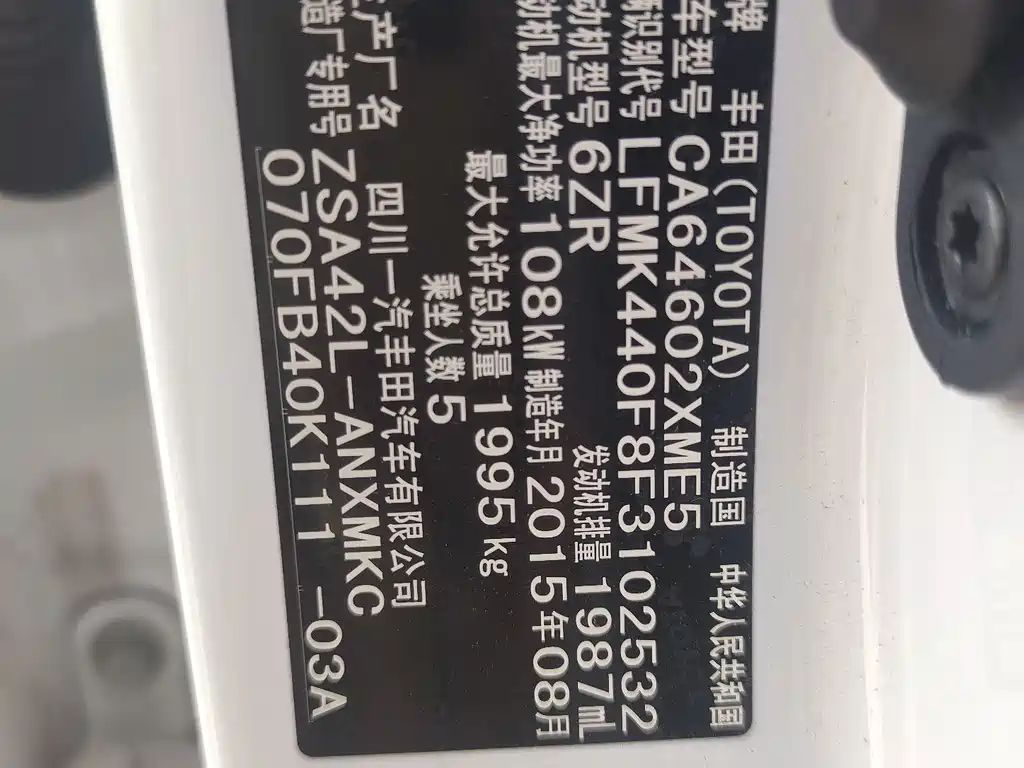 牌 丰田(TOYOTA) 制造国 中华人民共和国
车型号 CA64602XME5
辆识别代号 LFMK440F8F3102532
动机型号 6ZR 发动机排量 1987mL
动机最大净功率 108kW 制造年月 2015年08月
最大允许总质量 1995kg
乘坐人数 5
产厂名 四川一汽丰田汽车有限公司
造厂专用号 ZSA42L-ANXMKC
070FB40K111 -03A